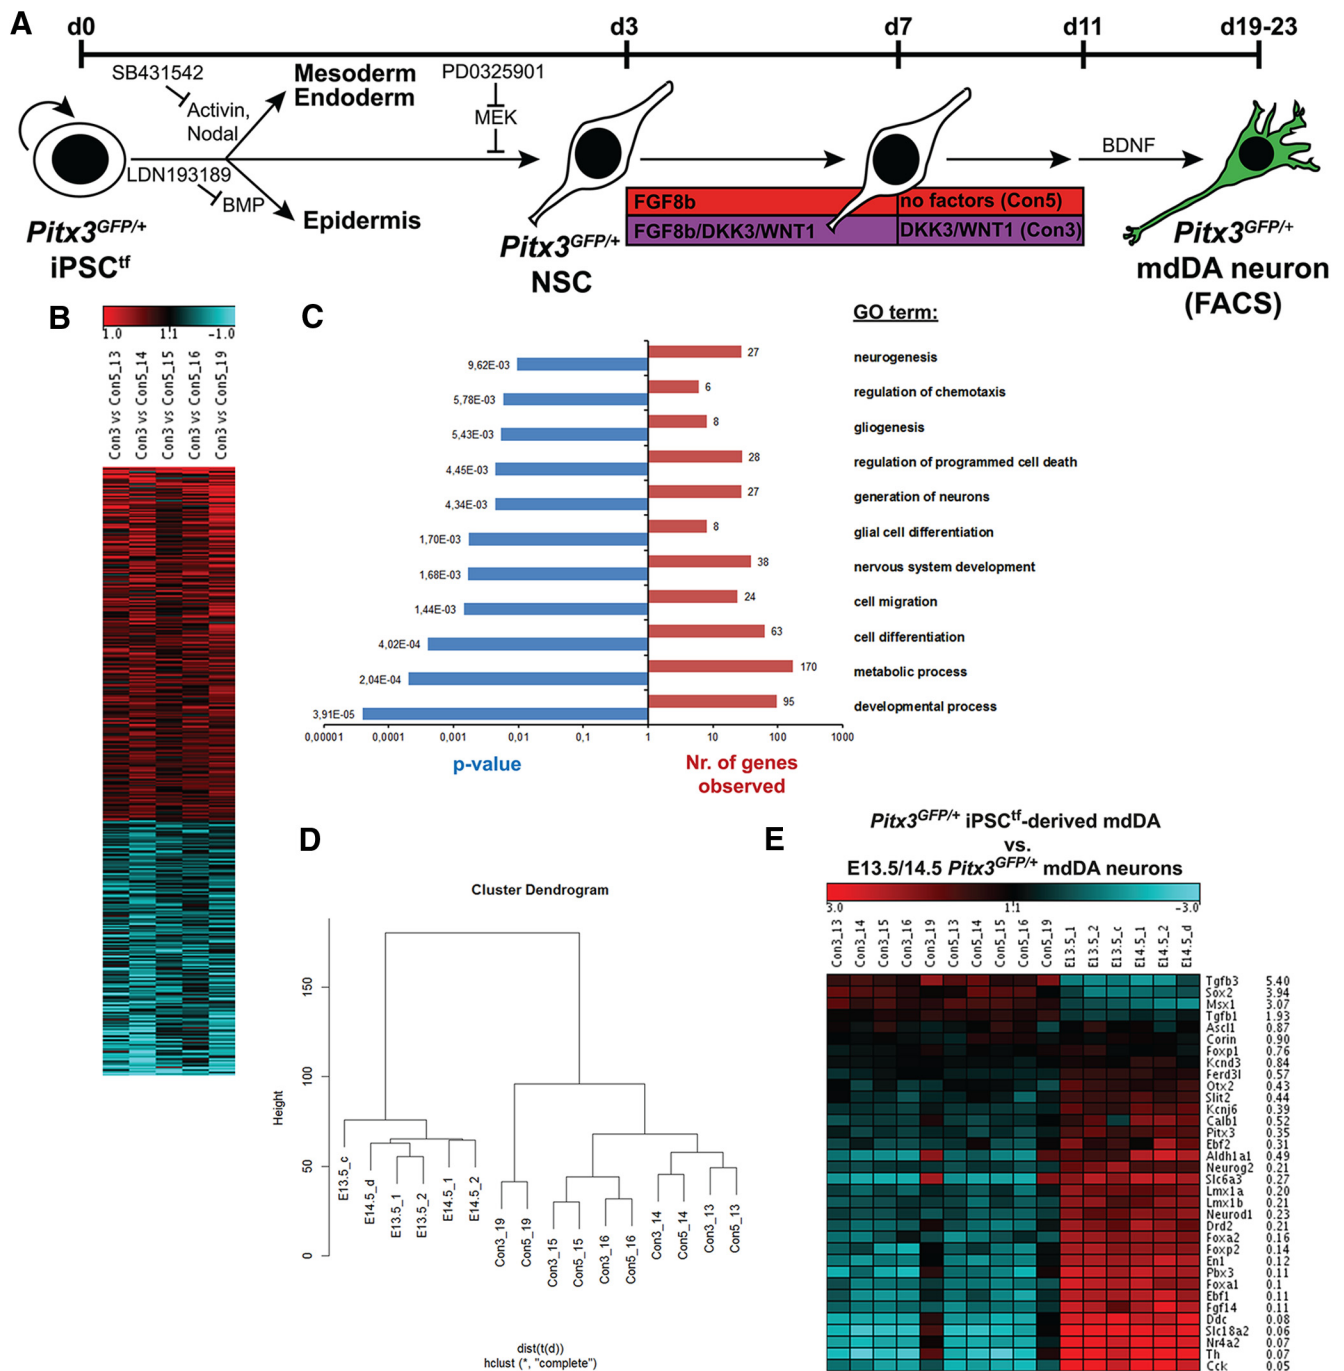 A
d0
d3
d7
d11
d19-23
SB431542
Activin,
Nodal
Mesoderm
Endoderm
PD0325901
MEK
LDN193189
BMP
Epidermis
BDNF
FGF8b
no factors (Con5)
FGF8b/DKK3/WNT1
DKK3/WNT1 (Con3)
Pitx3GFP/+
iPSCtf
Pitx3GFP/+
NSC
Pitx3GFP/+
mdDA neuron
(FACS)
B
1.0 1:1 -1.0
Con3 vs Con5_13
Con3 vs Con5_14
Con3 vs Con5_15
Con3 vs Con5_16
Con3 vs Con5_19
C
GO term:
9,62E-03 27 neurogenesis
5,78E-03 6 regulation of chemotaxis
5,43E-03 8 gliogenesis
4,45E-03 28 regulation of programmed cell death
4,34E-03 27 generation of neurons
1,70E-03 8 glial cell differentiation
1,68E-03 38 nervous system development
1,44E-03 24 cell migration
4,02E-04 63 cell differentiation
2,04E-04 170 metabolic process
3,91E-05 95 developmental process
0,00001 0,0001 0,001 0,01 0,1 1 10 100 1000
p-value
Nr. of genes
observed
D
Cluster Dendrogram
Height
150
100
50
0
E13.5_c
E14.5_d
E13.5_1
E13.5_2
E14.5_1
E14.5_2
Con3_19
Con5_19
Con3_15
Con5_15
Con3_16
Con5_16
Con3_14
Con5_14
Con3_13
Con5_13
dist(t(d))
hclust (*, "complete")
E
Pitx3GFP/+ iPSCtf-derived mdDA
vs.
E13.5/14.5 Pitx3GFP/+ mdDA neurons
3.0 1:1 -3.0
Con3_13
Con3_14
Con3_15
Con3_16
Con3_19
Con5_13
Con5_14
Con5_15
Con5_16
Con5_19
E13.5_1
E13.5_2
E13.5_c
E14.5_1
E14.5_2
E14.5_d
Tgfb3 5.40
Sox2 3.94
Msx1 3.07
Tgfb1 1.93
Ascl1 0.87
Corin 0.90
Foxp1 0.76
Kcnd3 0.84
Ferd3l 0.57
Otx2 0.43
Slit2 0.44
Kcnj6 0.39
Calb1 0.52
Pitx3 0.35
Ebf2 0.31
Aldh1a1 0.49
Neurog2 0.21
Slc6a3 0.27
Lmx1a 0.20
Lmx1b 0.21
Neurod1 0.23
Drd2 0.21
Foxa2 0.16
Foxp2 0.14
En1 0.12
Pbx3 0.11
Foxa1 0.1
Ebf1 0.11
Fgf14 0.11
Ddc 0.08
Slc18a2 0.06
Nr4a2 0.07
Th 0.07
Cck 0.05